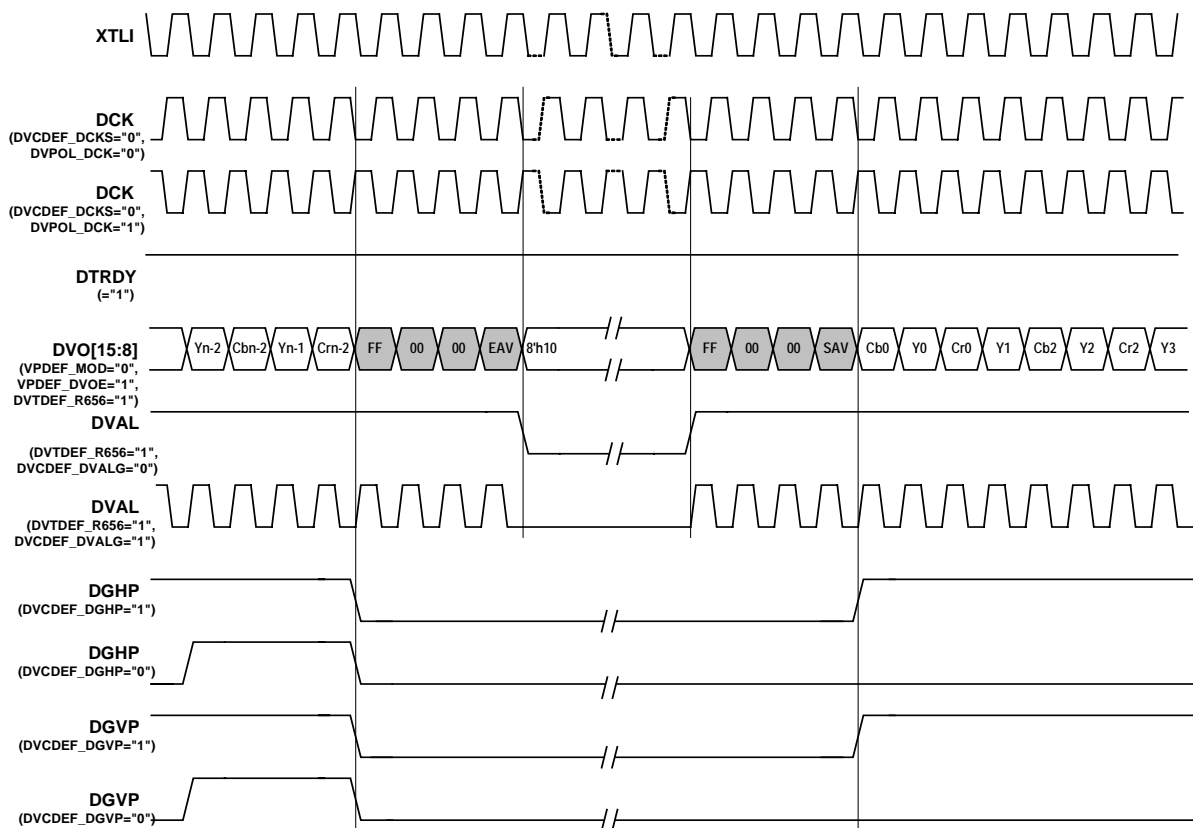 XTLI
DCK
(DVCDEF_DCKS="0",
DVPOL_DCK="0")
DCK
(DVCDEF_DCKS="0",
DVPOL_DCK="1")
DTRDY
(="1")
DVO[15:8]
(VPDEF_MOD="0",
VPDEF_DVOE="1",
DVTDEF_R656="1")
Yn-2 Cbn-2 Yn-1 Crn-2 FF 00 00 EAV 8'h10 FF 00 00 SAV Cb0 Y0 Cr0 Y1 Cb2 Y2 Cr2 Y3
DVAL
(DVTDEF_R656="1",
DVCDEF_DVALG="0")
DVAL
(DVTDEF_R656="1",
DVCDEF_DVALG="1")
DGHP
(DVCDEF_DGHP="1")
DGHP
(DVCDEF_DGHP="0")
DGVP
(DVCDEF_DGVP="1")
DGVP
(DVCDEF_DGVP="0")